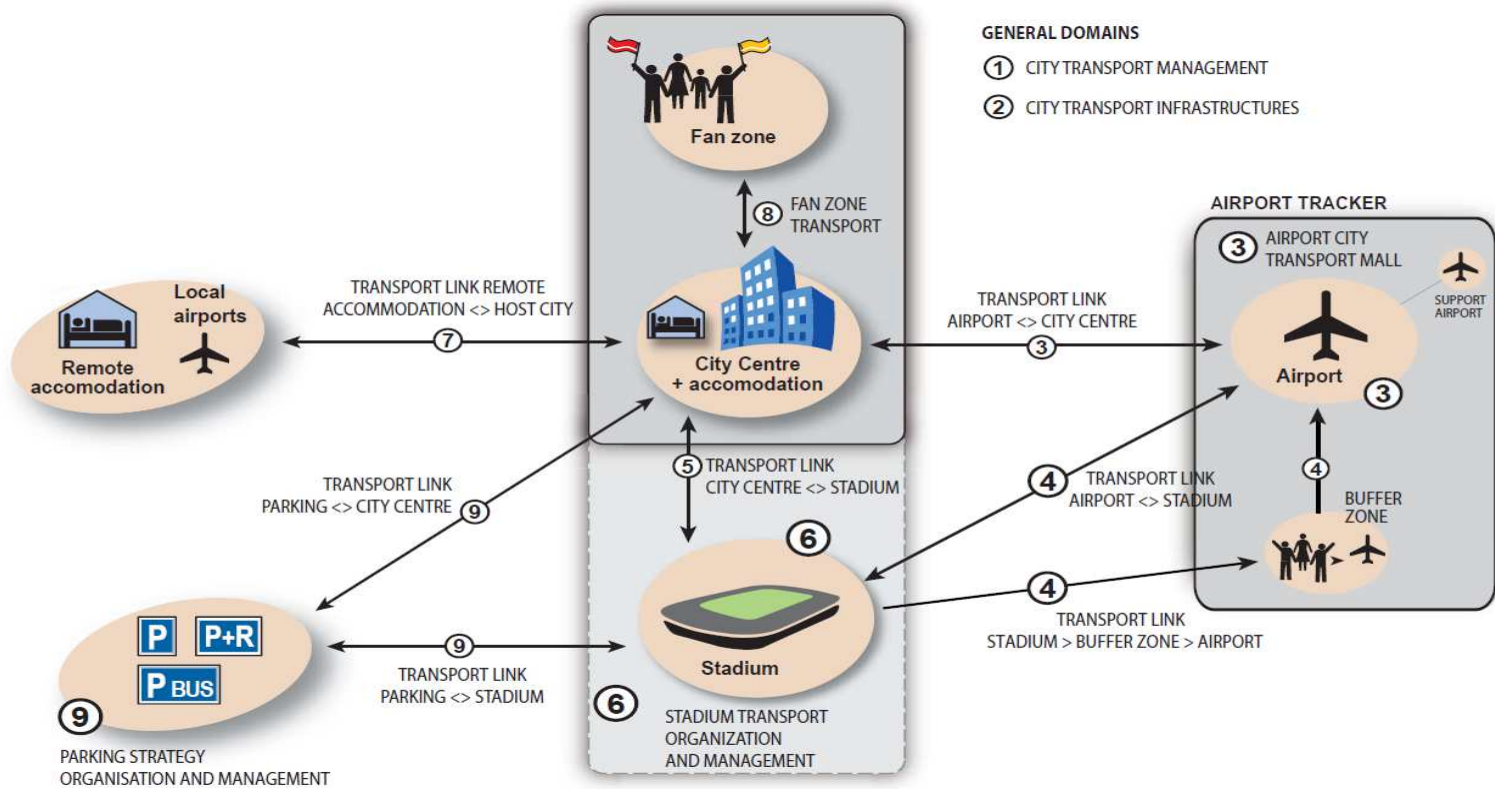 GENERAL DOMAINS
1 CITY TRANSPORT MANAGEMENT
2 CITY TRANSPORT INFRASTRUCTURES
Fan zone
8 FAN ZONE
TRANSPORT
AIRPORT TRACKER
3 AIRPORT CITY
TRANSPORT MALL
SUPPORT
AIRPORT
Airport
3
4
BUFFER
ZONE
Local
airports
Remote
accomodation
TRANSPORT LINK REMOTE
ACCOMMODATION <> HOST CITY
7
City Centre
+ accomodation
TRANSPORT LINK
AIRPORT <> CITY CENTRE
3
TRANSPORT LINK
PARKING <> CITY CENTRE
9
5 TRANSPORT LINK
CITY CENTRE <> STADIUM
4 TRANSPORT LINK
AIRPORT <> STADIUM
6
Stadium
4
TRANSPORT LINK
STADIUM > BUFFER ZONE > AIRPORT
P
P+R
P BUS
9
TRANSPORT LINK
PARKING <> STADIUM
9
PARKING STRATEGY
ORGANISATION AND MANAGEMENT
6
STADIUM TRANSPORT
ORGANIZATION
AND MANAGEMENT